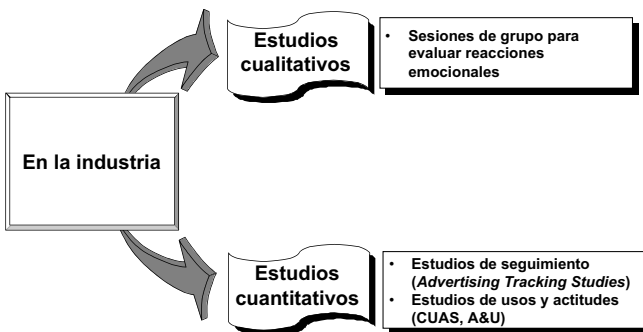 Estudios
cualitativos
• Sesiones de grupo para
evaluar reacciones
emocionales
En la industria
Estudios
cuantitativos
• Estudios de seguimiento
(Advertising Tracking Studies)
• Estudios de usos y actitudes
(CUAS, A&U)